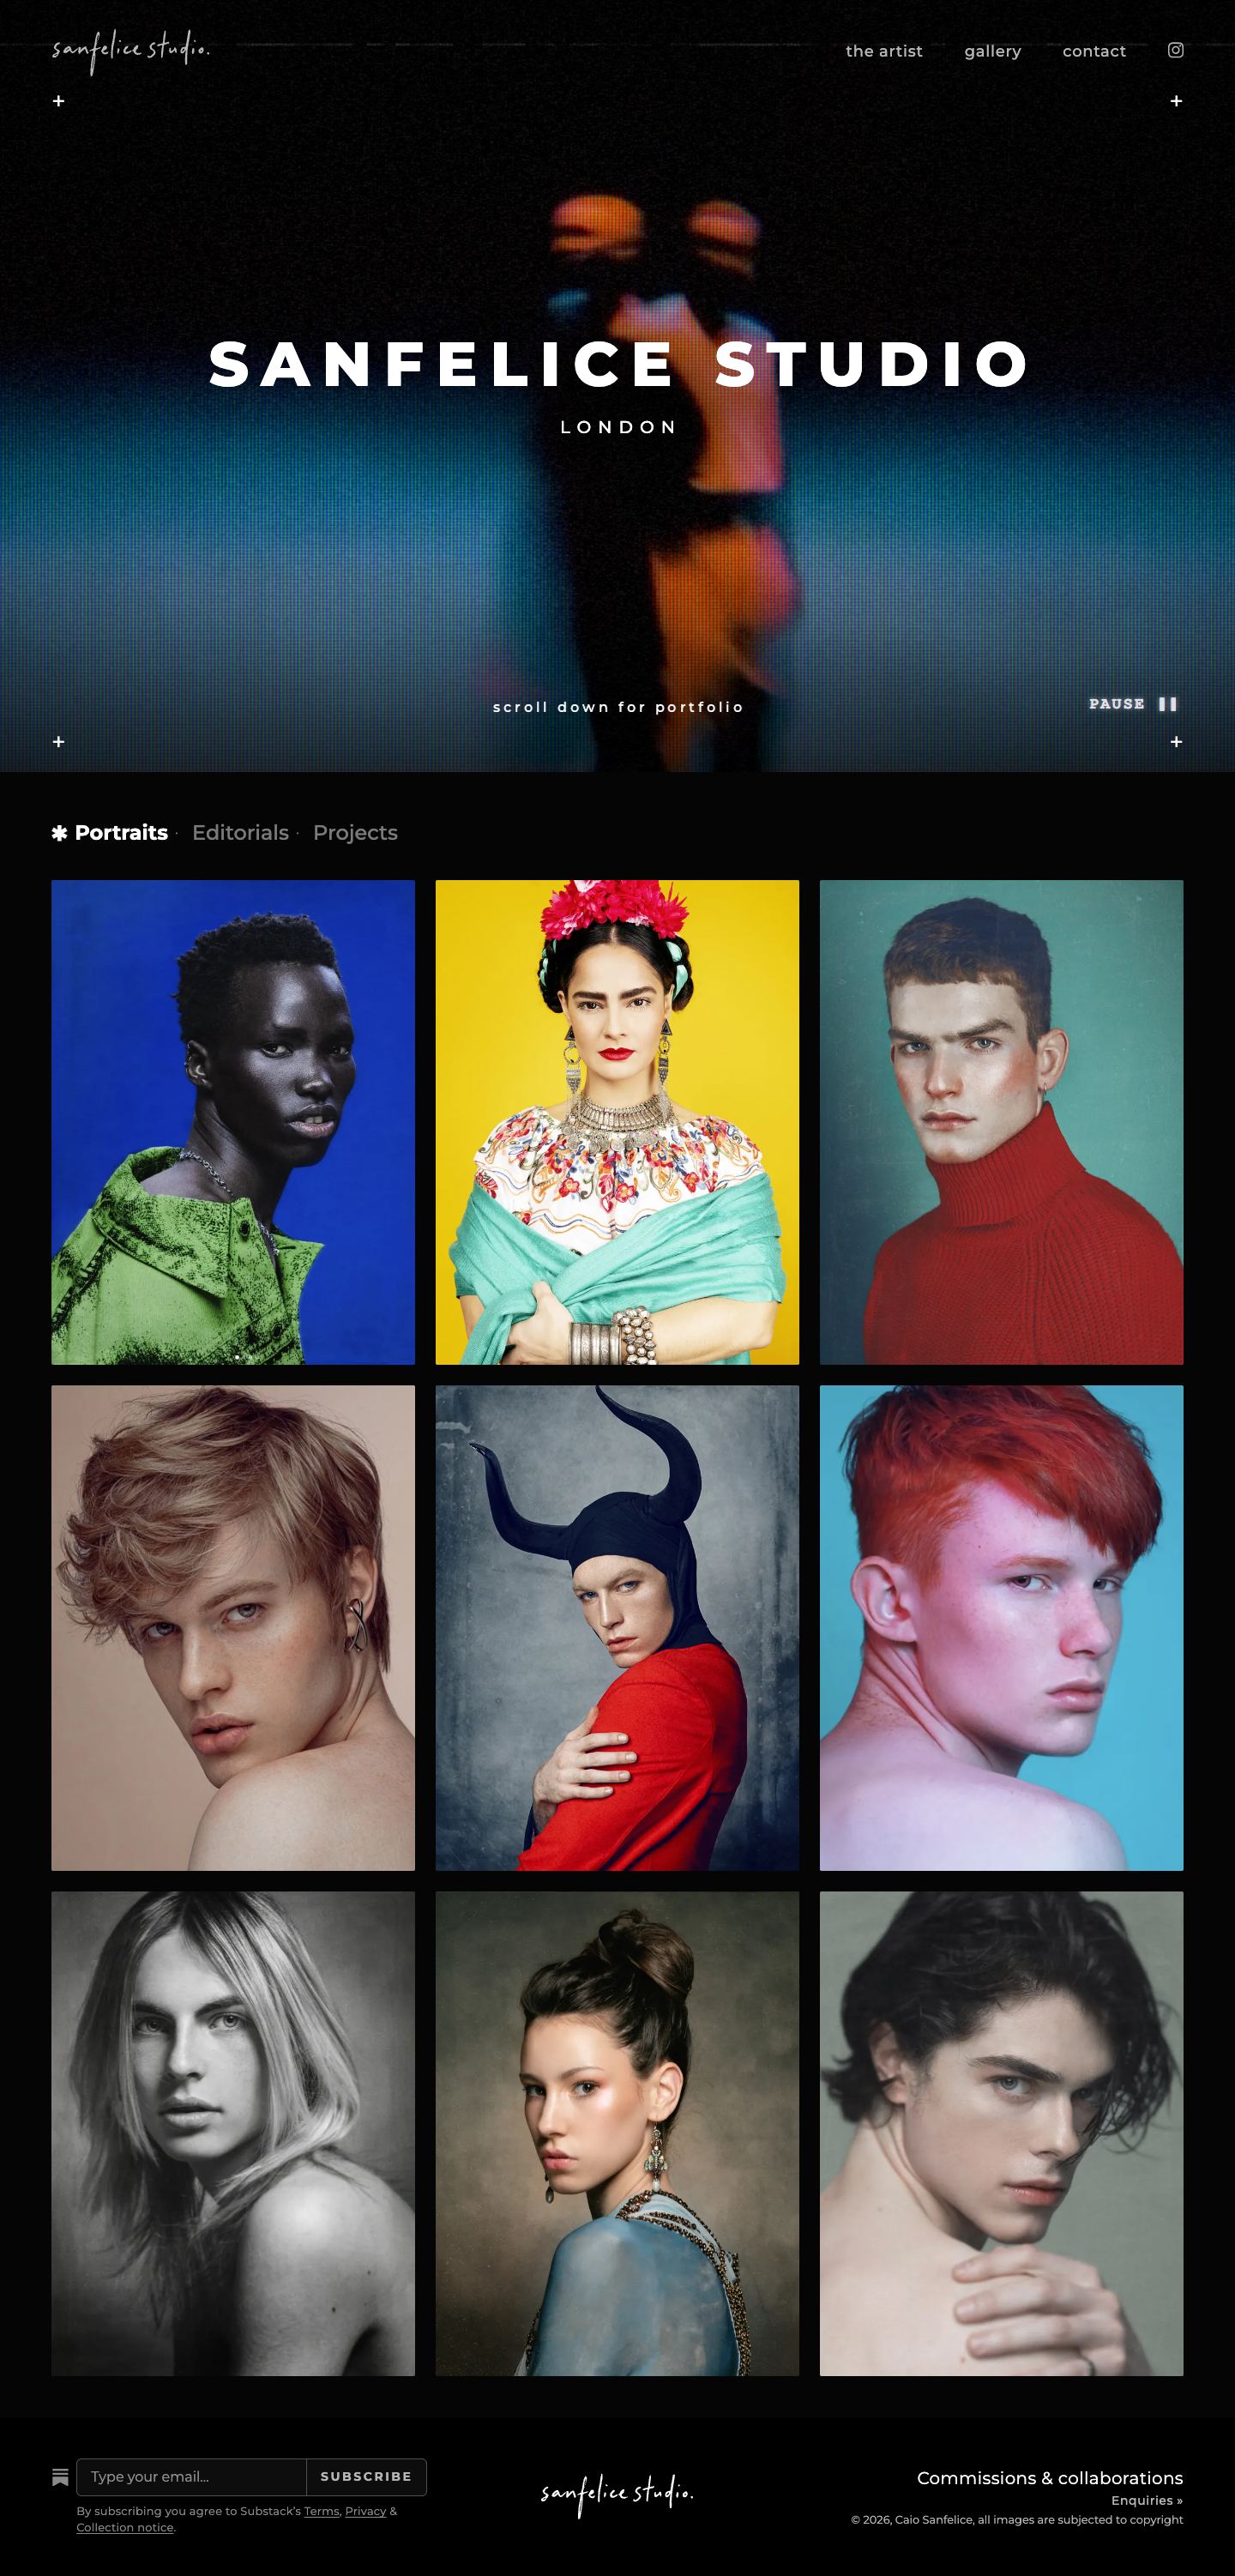 sanfelice studio.
the artist gallery contact
SANFELICE STUDIO
LONDON
scroll down for portfolio
PAUSE
✱ Portraits · Editorials · Projects
Type your email... SUBSCRIBE
By subscribing you agree to Substack's Terms, Privacy &
Collection notice.
sanfelice studio.
Commissions & collaborations
Enquiries »
© 2026, Caio Sanfelice, all images are subjected to copyright